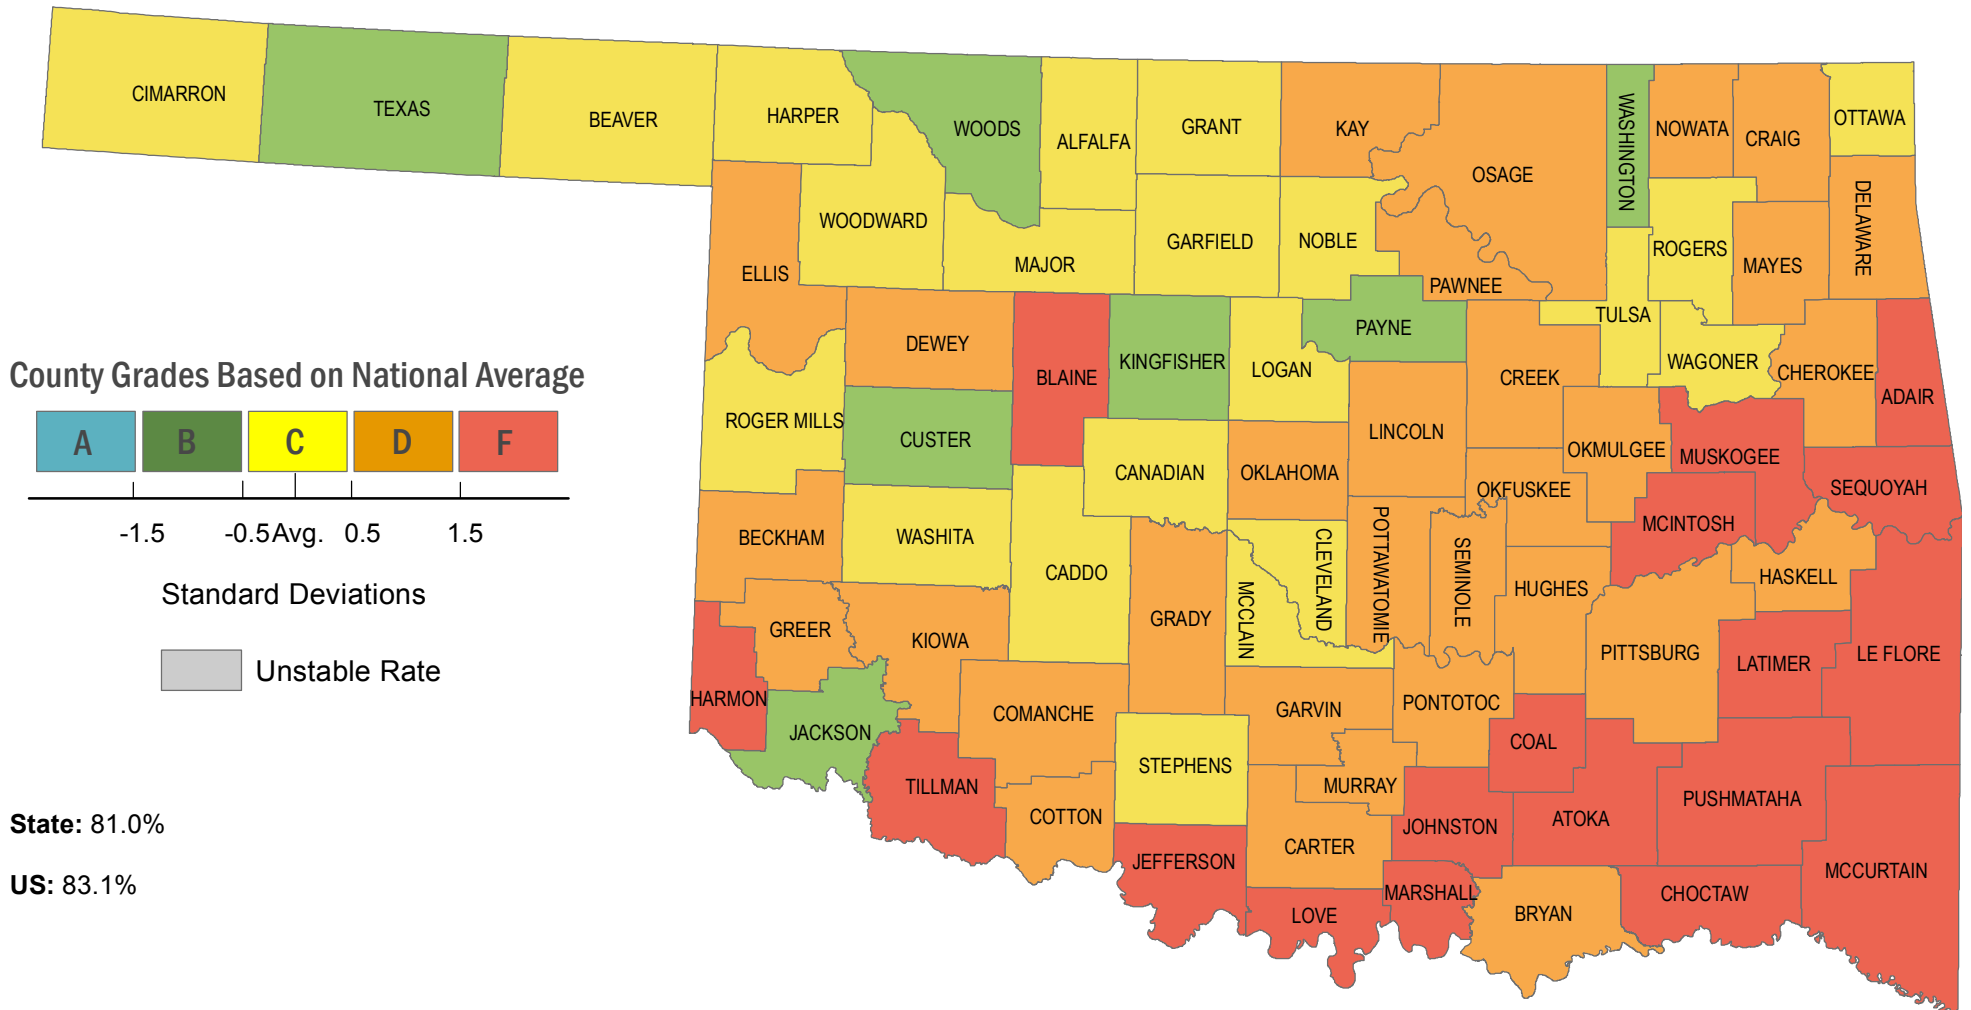 CIMARRON
TEXAS
BEAVER
HARPER
WOODS
ALFALFA
GRANT
KAY
OSAGE
WASHINGTON
NOWATA
CRAIG
OTTAWA
DELAWARE
WOODWARD
ELLIS
MAJOR
GARFIELD
NOBLE
PAWNEE
ROGERS
MAYES
TULSA
DEWEY
BLAINE
KINGFISHER
LOGAN
PAYNE
CREEK
WAGONER
CHEROKEE
ADAIR
ROGER MILLS
CUSTER
CANADIAN
OKLAHOMA
LINCOLN
OKMULGEE
MUSKOGEE
SEQUOYAH
OKFUSKEE
MCINTOSH
BECKHAM
WASHITA
CADDO
GRADY
MCCLAIN
CLEVELAND
POTTAWATOMIE
SEMINOLE
HUGHES
HASKELL
PITTSBURG
LATIMER
LE FLORE
GREER
KIOWA
HARMON
JACKSON
COMANCHE
GARVIN
PONTOTOC
COAL
TILLMAN
COTTON
STEPHENS
MURRAY
CARTER
JOHNSTON
ATOKA
PUSHMATAHA
MCCURTAIN
JEFFERSON
LOVE
MARSHALL
BRYAN
CHOCTAW
County Grades Based on National Average
A B C D F
-1.5 -0.5 Avg. 0.5 1.5
Standard Deviations
Unstable Rate
State: 81.0%
US: 83.1%